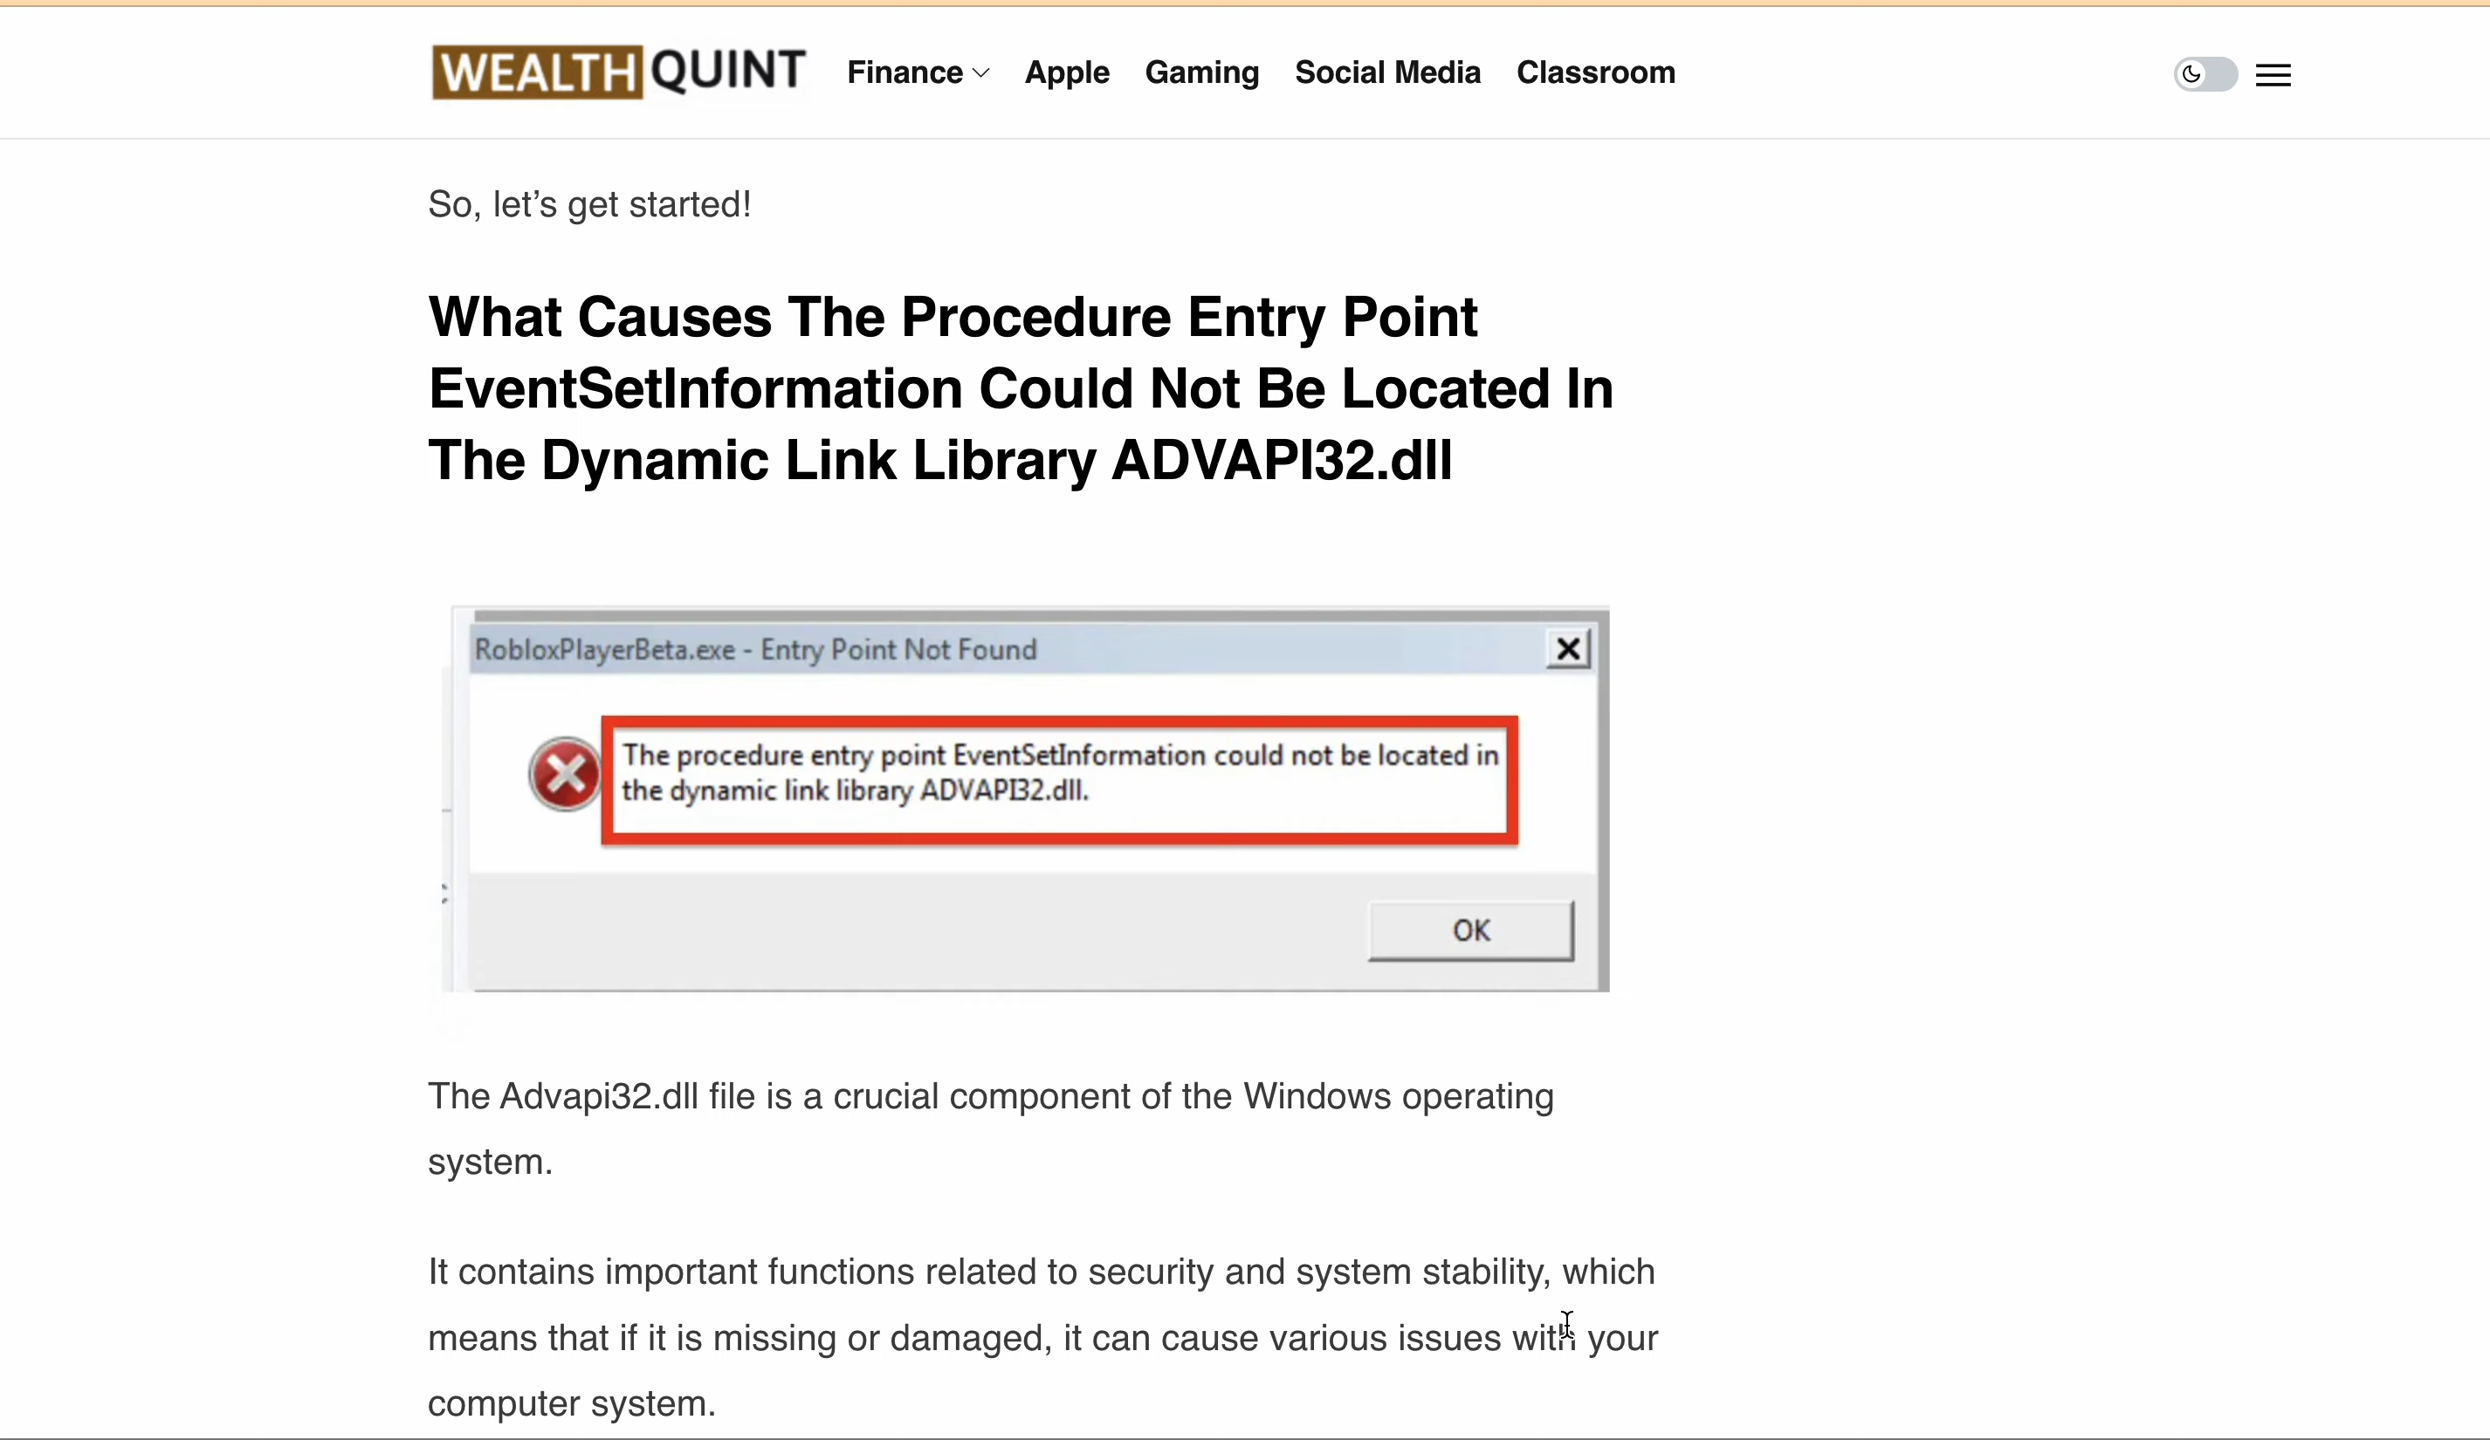 WEALTH QUINT Finance Apple Gaming Social Media Classroom
So, let’s get started!
What Causes The Procedure Entry Point
EventSetInformation Could Not Be Located In
The Dynamic Link Library ADVAPI32.dll
RobloxPlayerBeta.exe - Entry Point Not Found
The procedure entry point EventSetInformation could not be located in
the dynamic link library ADVAPI32.dll.
OK
The Advapi32.dll file is a crucial component of the Windows operating
system.
It contains important functions related to security and system stability, which
means that if it is missing or damaged, it can cause various issues with your
computer system.